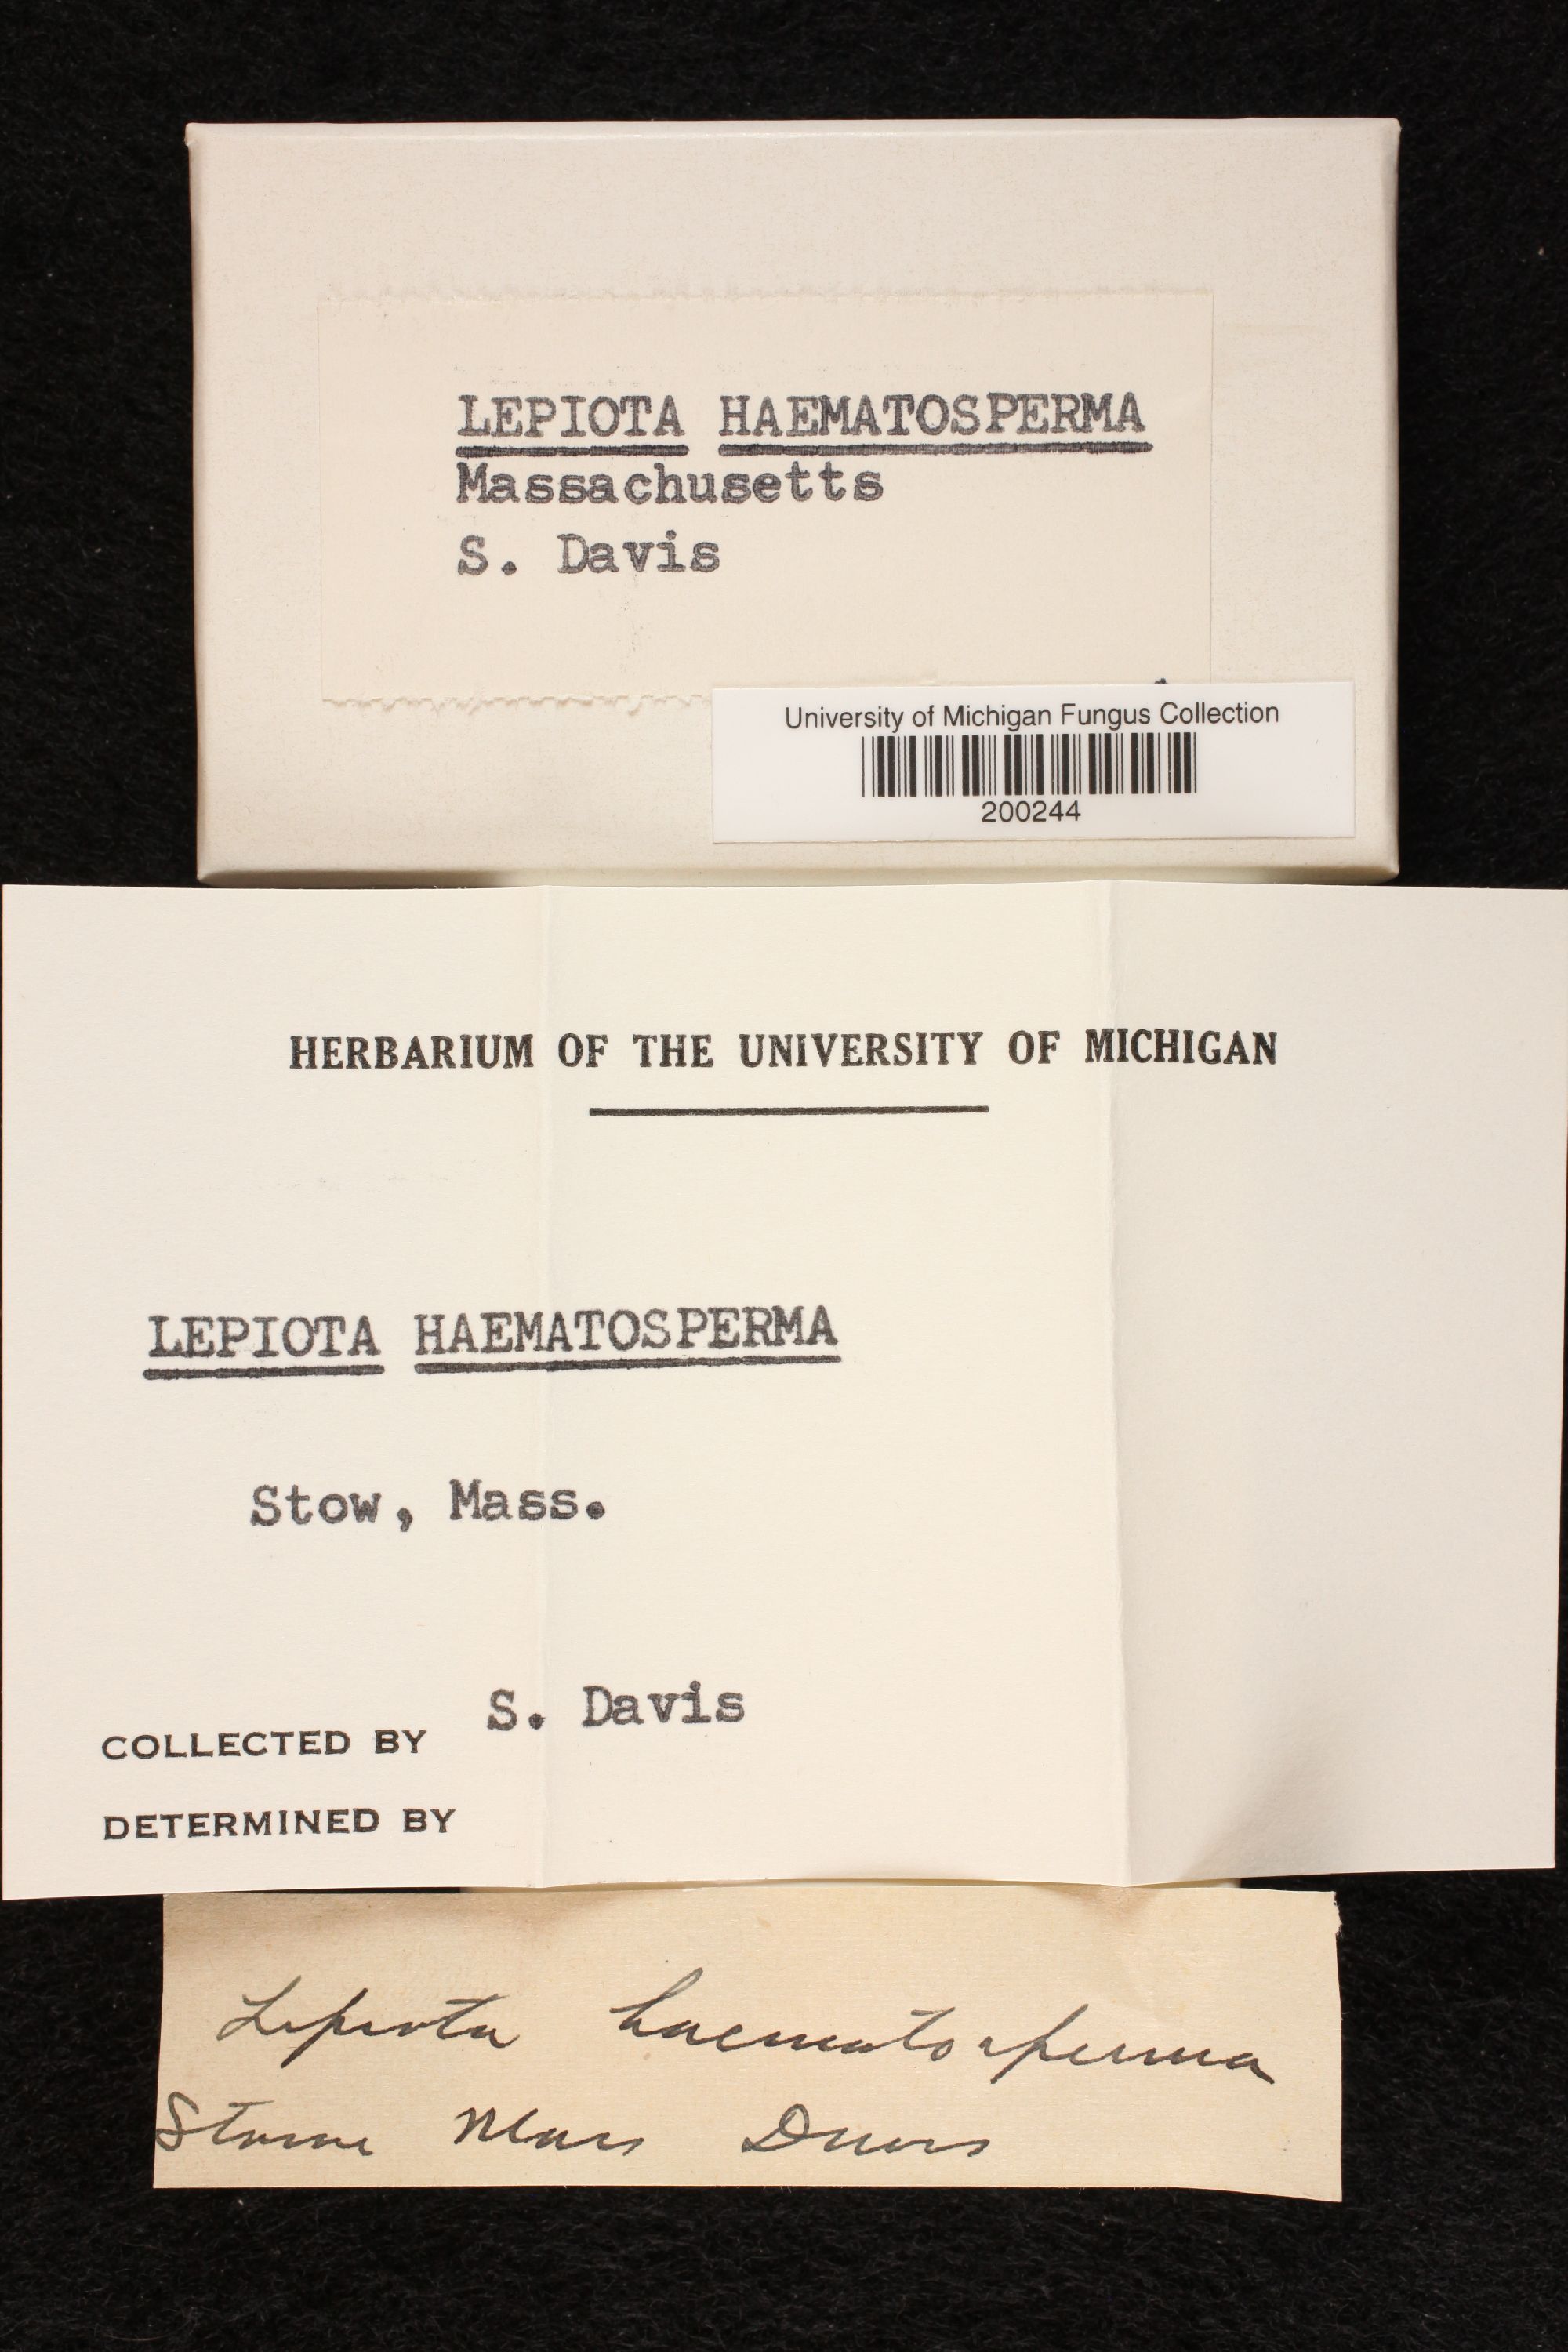 LEPIOTA HAEMATOSPERMA
Massachusetts
S. Davis
University of Michigan Fungus Collection
200244
HERBARIUM OF THE UNIVERSITY OF MICHIGAN
LEPIOTA HAEMATOSPERMA
Stow, Mass.
S. Davis
COLLECTED BY
DETERMINED BY
Lepiota haematosperma
Stowe Mass Davis